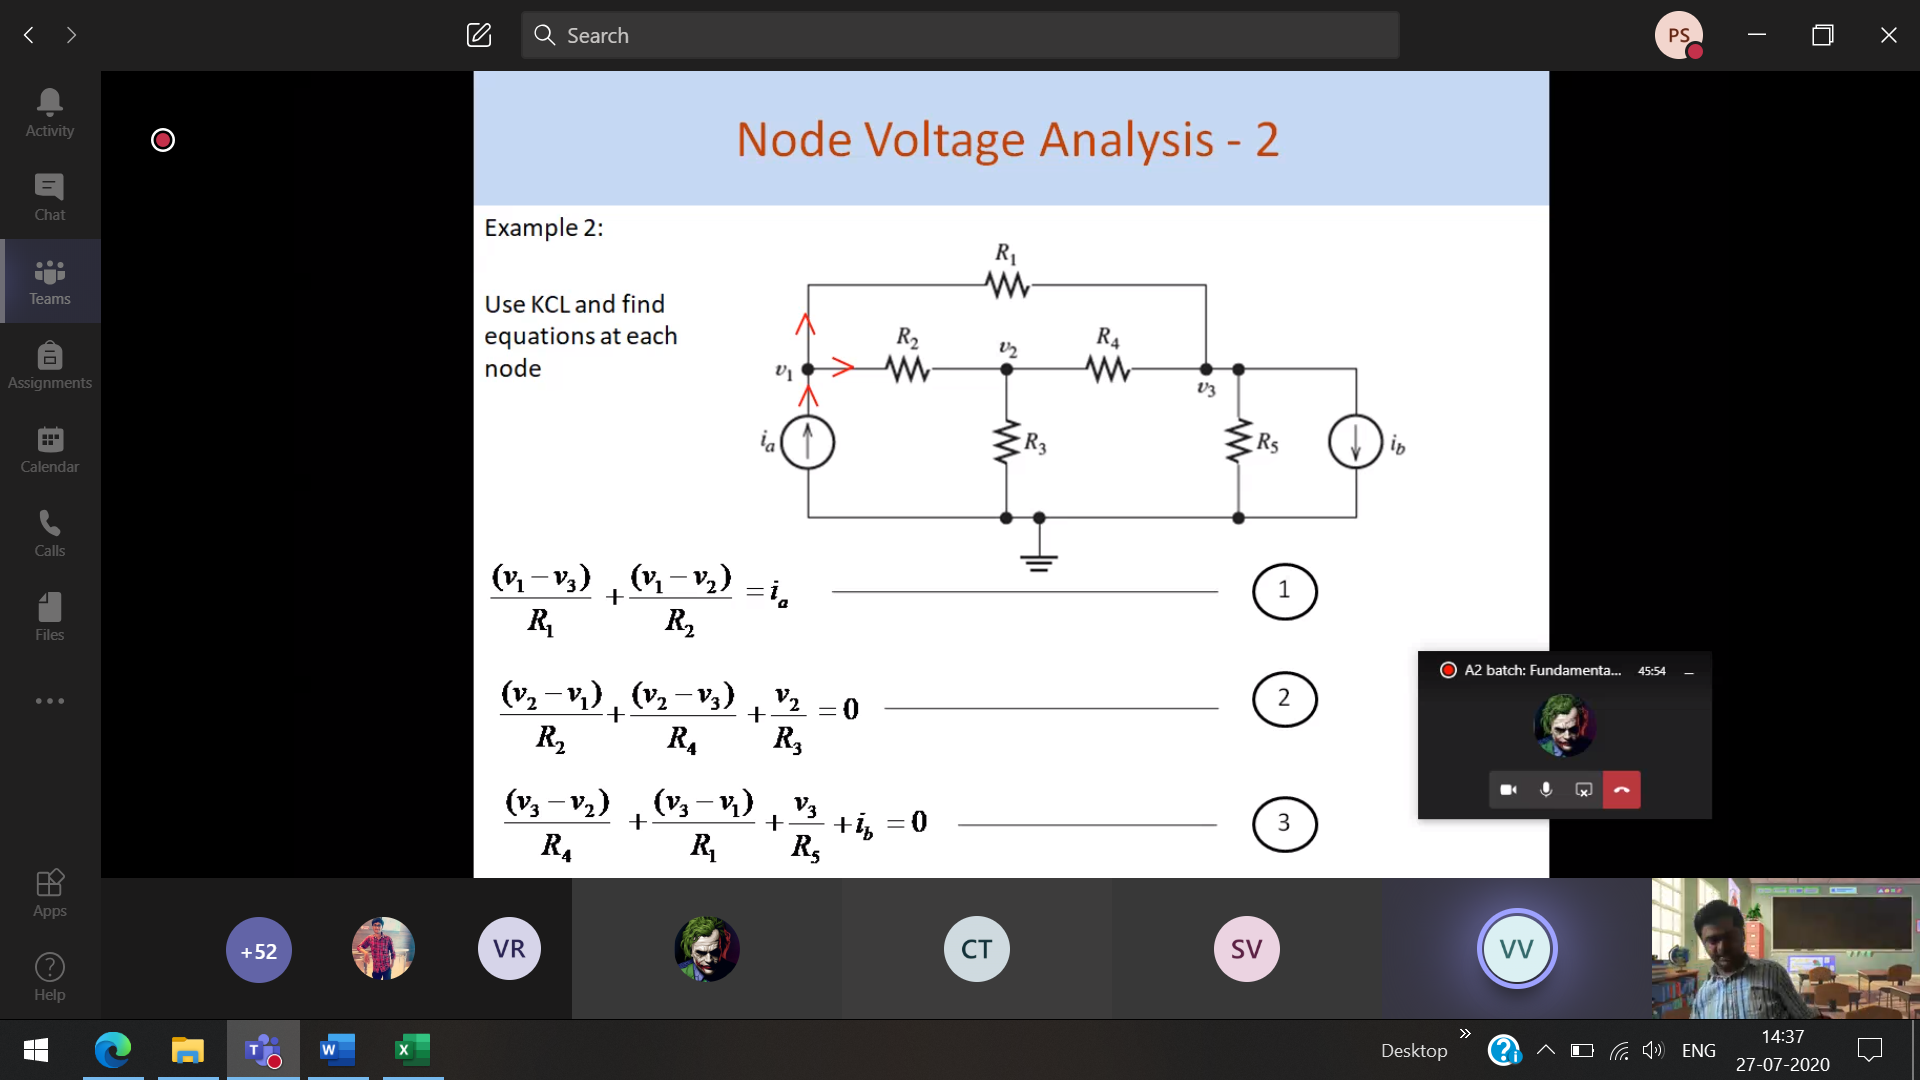 Search
PS
Activity
Chat
Teams
Assignments
Calendar
Calls
Files
Apps
Help
Node Voltage Analysis - 2
Example 2:
Use KCL and find
equations at each
node
R1
R2
v2
R4
v1
v3
ia
R3
R5
ib
(v1 − v3)/R1 + (v1 − v2)/R2 = ia
1
(v2 − v1)/R2 + (v2 − v3)/R4 + v2/R3 = 0
2
(v3 − v2)/R4 + (v3 − v1)/R1 + v3/R5 + ib = 0
3
A2 batch: Fundamenta... 45:54
+52
VR
CT
SV
VV
Desktop
ENG
14:37
27-07-2020